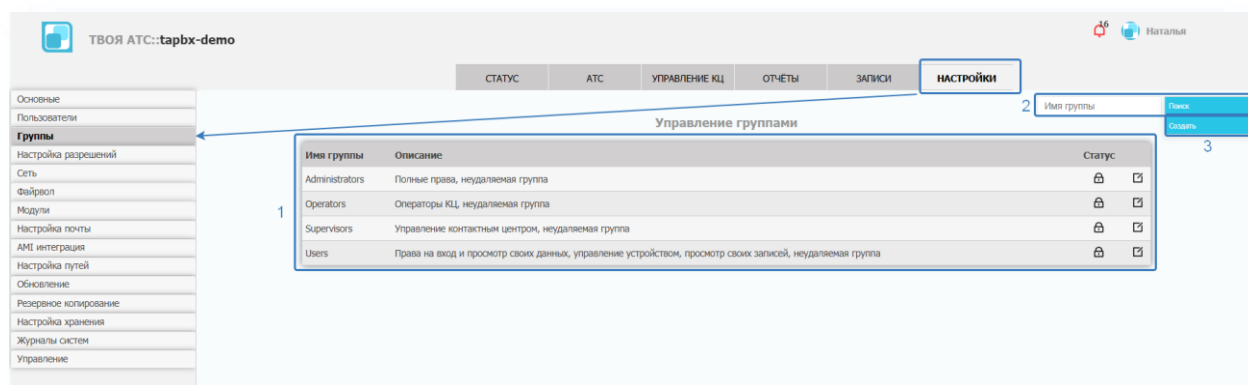 16
ТВОЯ АТС::tapbx-demo
Наталья
СТАТУС АТС УПРАВЛЕНИЕ КЦ ОТЧЁТЫ ЗАПИСИ НАСТРОЙКИ
Основные
Пользователи
Группы
Настройка разрешений
Сеть
Файрвол
Модули
Настройка почты
AMI интеграция
Настройка путей
Обновление
Резервное копирование
Настройка хранения
Журналы систем
Управление
2 Имя группы Поиск
Создать
3
Управление группами
1
Имя группы Описание Статус
Administrators Полные права, неудаляемая группа
Operators Операторы КЦ, неудаляемая группа
Supervisors Управление контактным центром, неудаляемая группа
Users Права на вход и просмотр своих данных, управление устройством, просмотр своих записей, неудаляемая группа